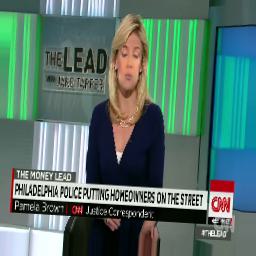 THE LEAD
WITH JAKE TAPPER
THE MONEY LEAD
PHILADELPHIA POLICE PUTTING HOMEOWNERS ON THE STREET
CNN
Pamela Brown CNN Justice Correspondent
#THELEAD